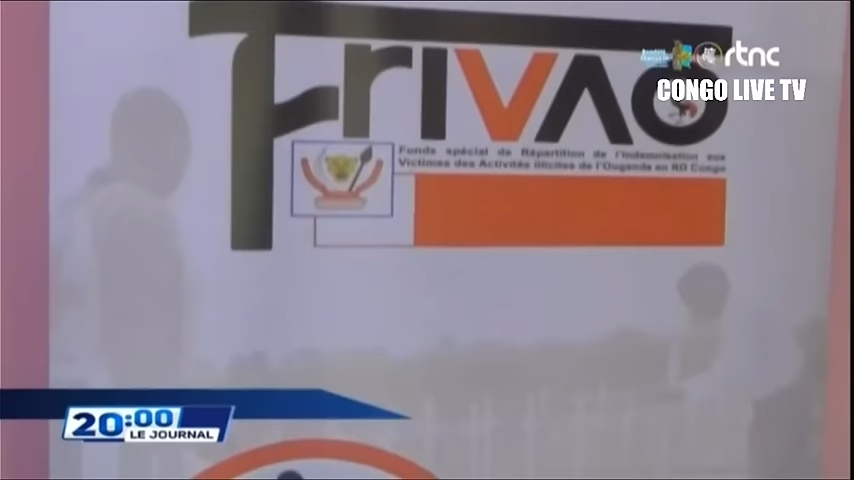 rtnc
CONGO LIVE TV
FRIVAO
Fonds spécial de Répartition de l'Indemnisation aux
Victimes des Activités Illicites de l'Ouganda en RD Congo
20:00
LE JOURNAL